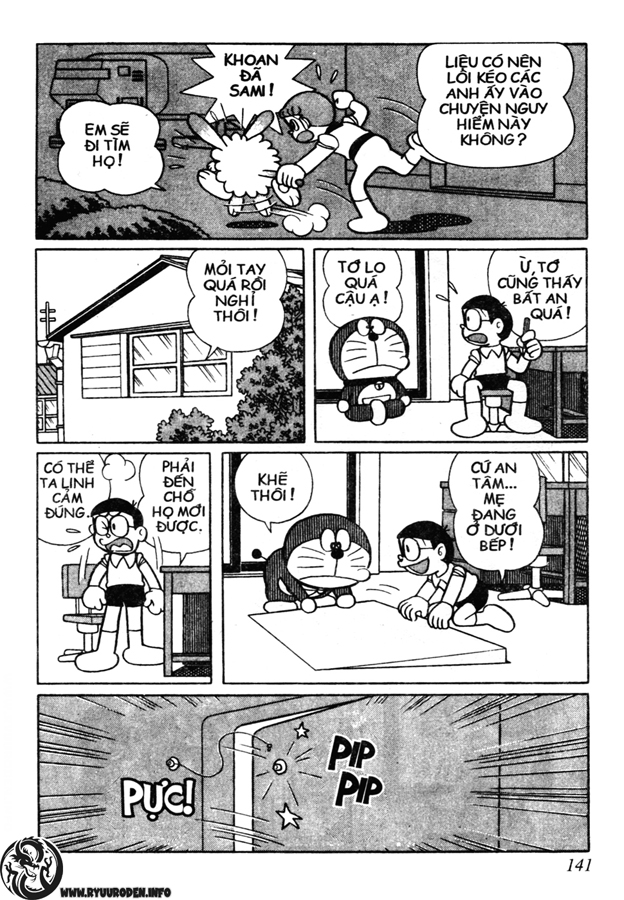 KHOAN
ĐÃ
SAMI!
LIỆU CÓ NÊN
LÔI KÉO CÁC
ANH ẤY VÀO
CHUYỆN NGUY
HIỂM NÀY
KHÔNG?
EM SẼ
ĐI TÌM
HỌ!
MỎI TAY
QUÁ RỒI
NGHỈ
THÔI!
TỚ LO
QUÁ
CẬU Ạ!
Ừ, TỚ
CŨNG THẤY
BẤT AN
QUÁ!
CÓ THỂ
TA LINH
CẢM
ĐÚNG.
PHẢI
ĐẾN
CHỖ
HỌ MỚI
ĐƯỢC.
KHẼ
THÔI!
CỨ AN
TÂM...
MẸ
ĐANG
Ở DƯỚI
BẾP!
PỰC!
PIP
PIP
141
WWW.RYUURODEN.INFO